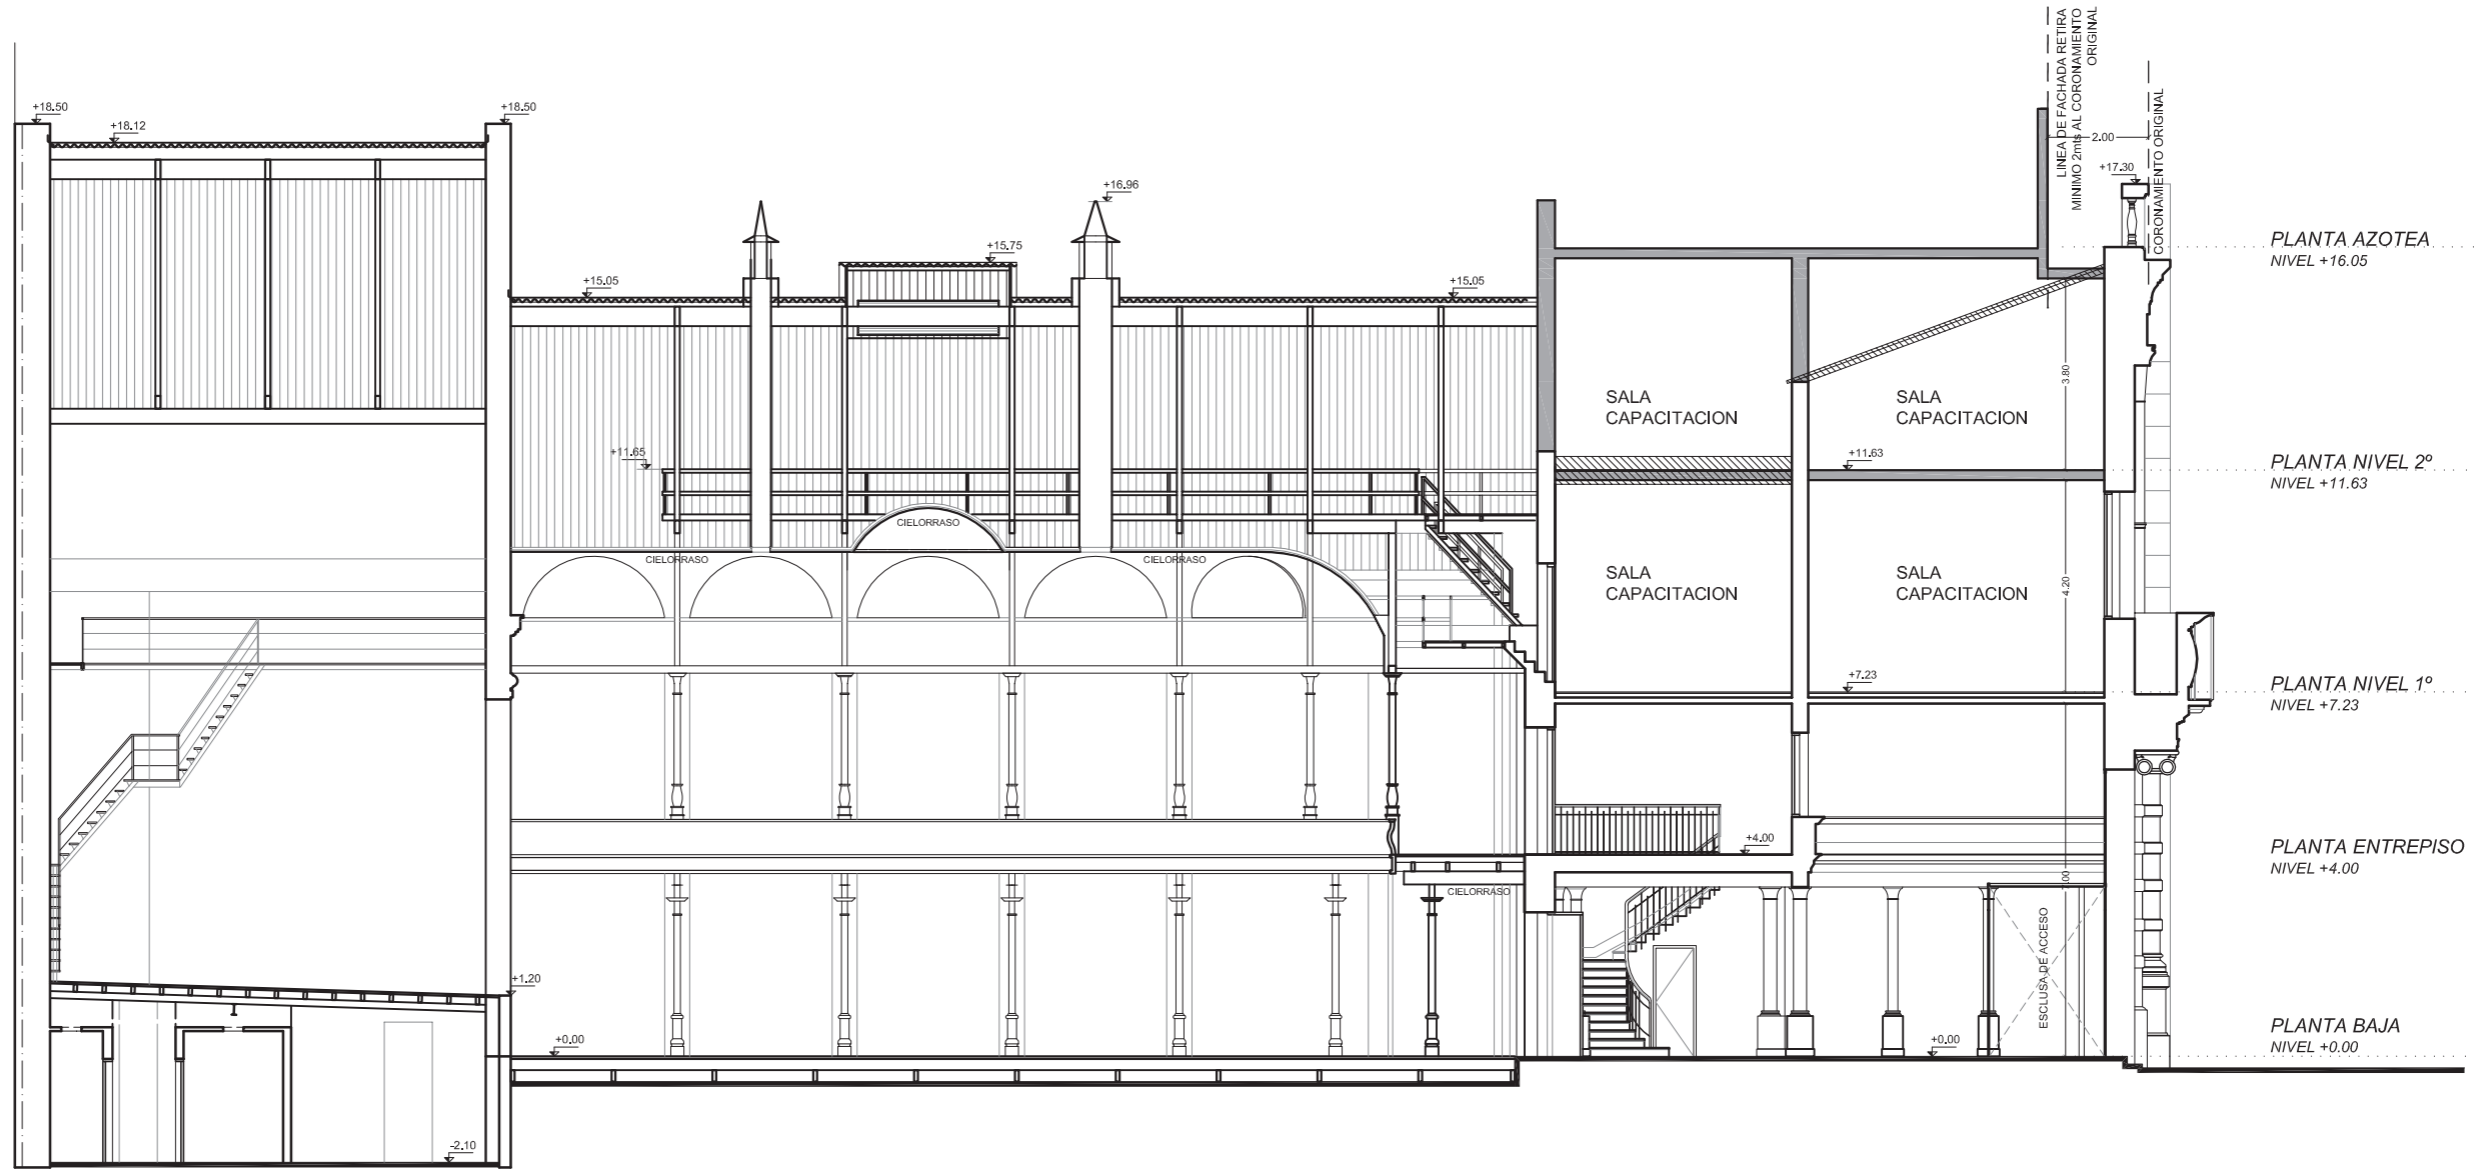 LINEA DE FACHADA RETIRA
MINIMO 2mts AL CORONAMIENTO
ORIGINAL
CORONAMIENTO ORIGINAL
+18.50
+18.50
+18.12
2.00
+17.30
+16.96
+15.75
+15.05
+15.05
PLANTA AZOTEA
NIVEL +16.05
3.80
SALA
CAPACITACION
SALA
CAPACITACION
+11.65
+11.63
PLANTA NIVEL 2º
NIVEL +11.63
CIELORRASO
CIELORRASO
CIELORRASO
SALA
CAPACITACION
SALA
CAPACITACION
4.20
+7.23
PLANTA NIVEL 1º
NIVEL +7.23
+4.00
PLANTA ENTREPISO
NIVEL +4.00
CIELORRASO
ESCLUSA DE ACCESO
+1.20
+0.00
+0.00
PLANTA BAJA
NIVEL +0.00
-2.10